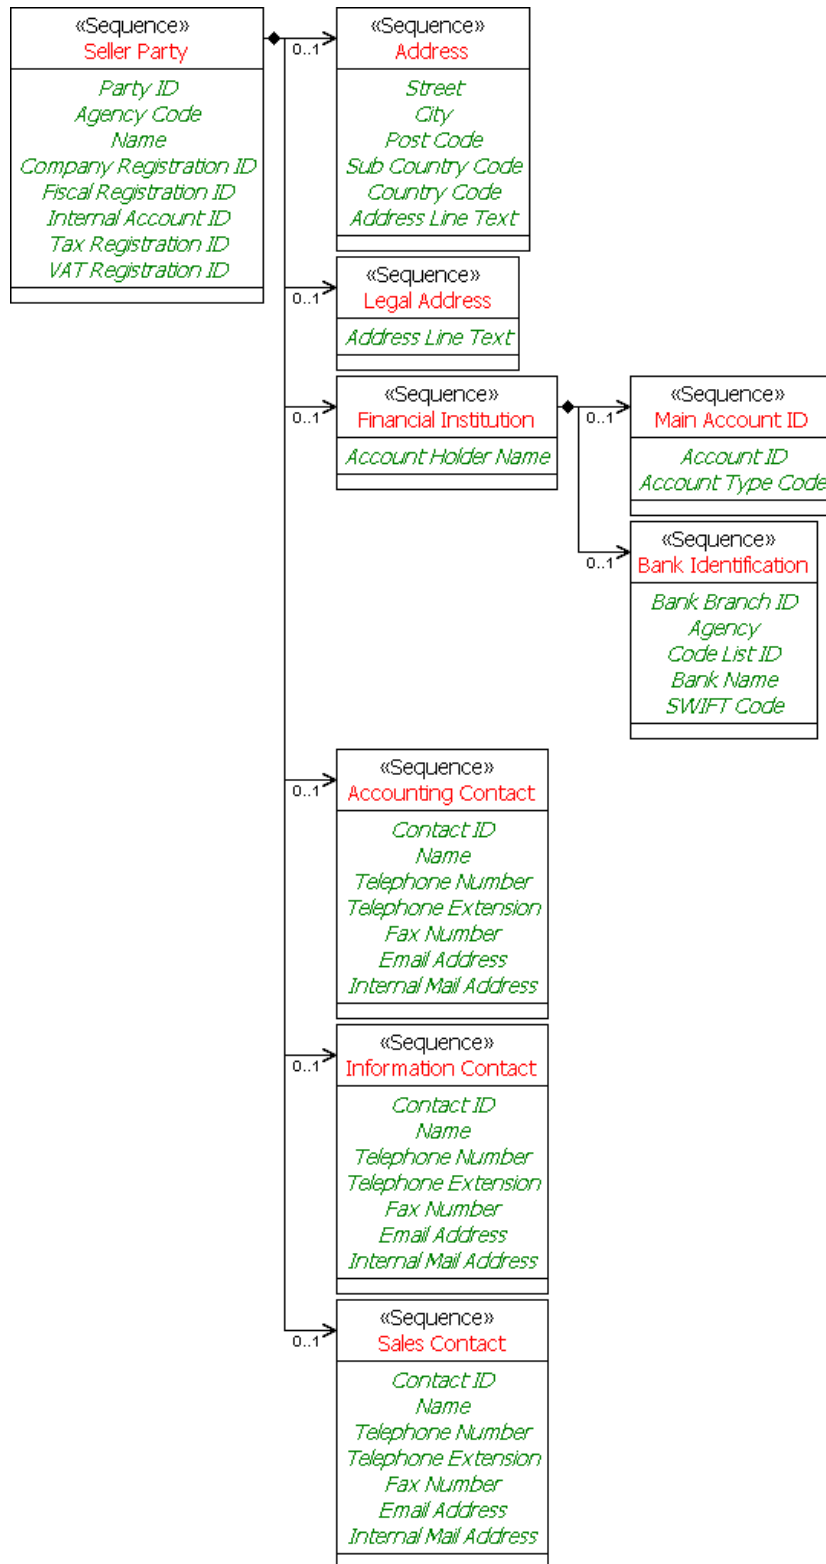 «Sequence»
Seller Party
Party ID
Agency Code
Name
Company Registration ID
Fiscal Registration ID
Internal Account ID
Tax Registration ID
VAT Registration ID
0..1
«Sequence»
Address
Street
City
Post Code
Sub Country Code
Country Code
Address Line Text
0..1
«Sequence»
Legal Address
Address Line Text
0..1
«Sequence»
Financial Institution
Account Holder Name
0..1
«Sequence»
Main Account ID
Account ID
Account Type Code
0..1
«Sequence»
Bank Identification
Bank Branch ID
Agency
Code List ID
Bank Name
SWIFT Code
0..1
«Sequence»
Accounting Contact
Contact ID
Name
Telephone Number
Telephone Extension
Fax Number
Email Address
Internal Mail Address
0..1
«Sequence»
Information Contact
Contact ID
Name
Telephone Number
Telephone Extension
Fax Number
Email Address
Internal Mail Address
0..1
«Sequence»
Sales Contact
Contact ID
Name
Telephone Number
Telephone Extension
Fax Number
Email Address
Internal Mail Address